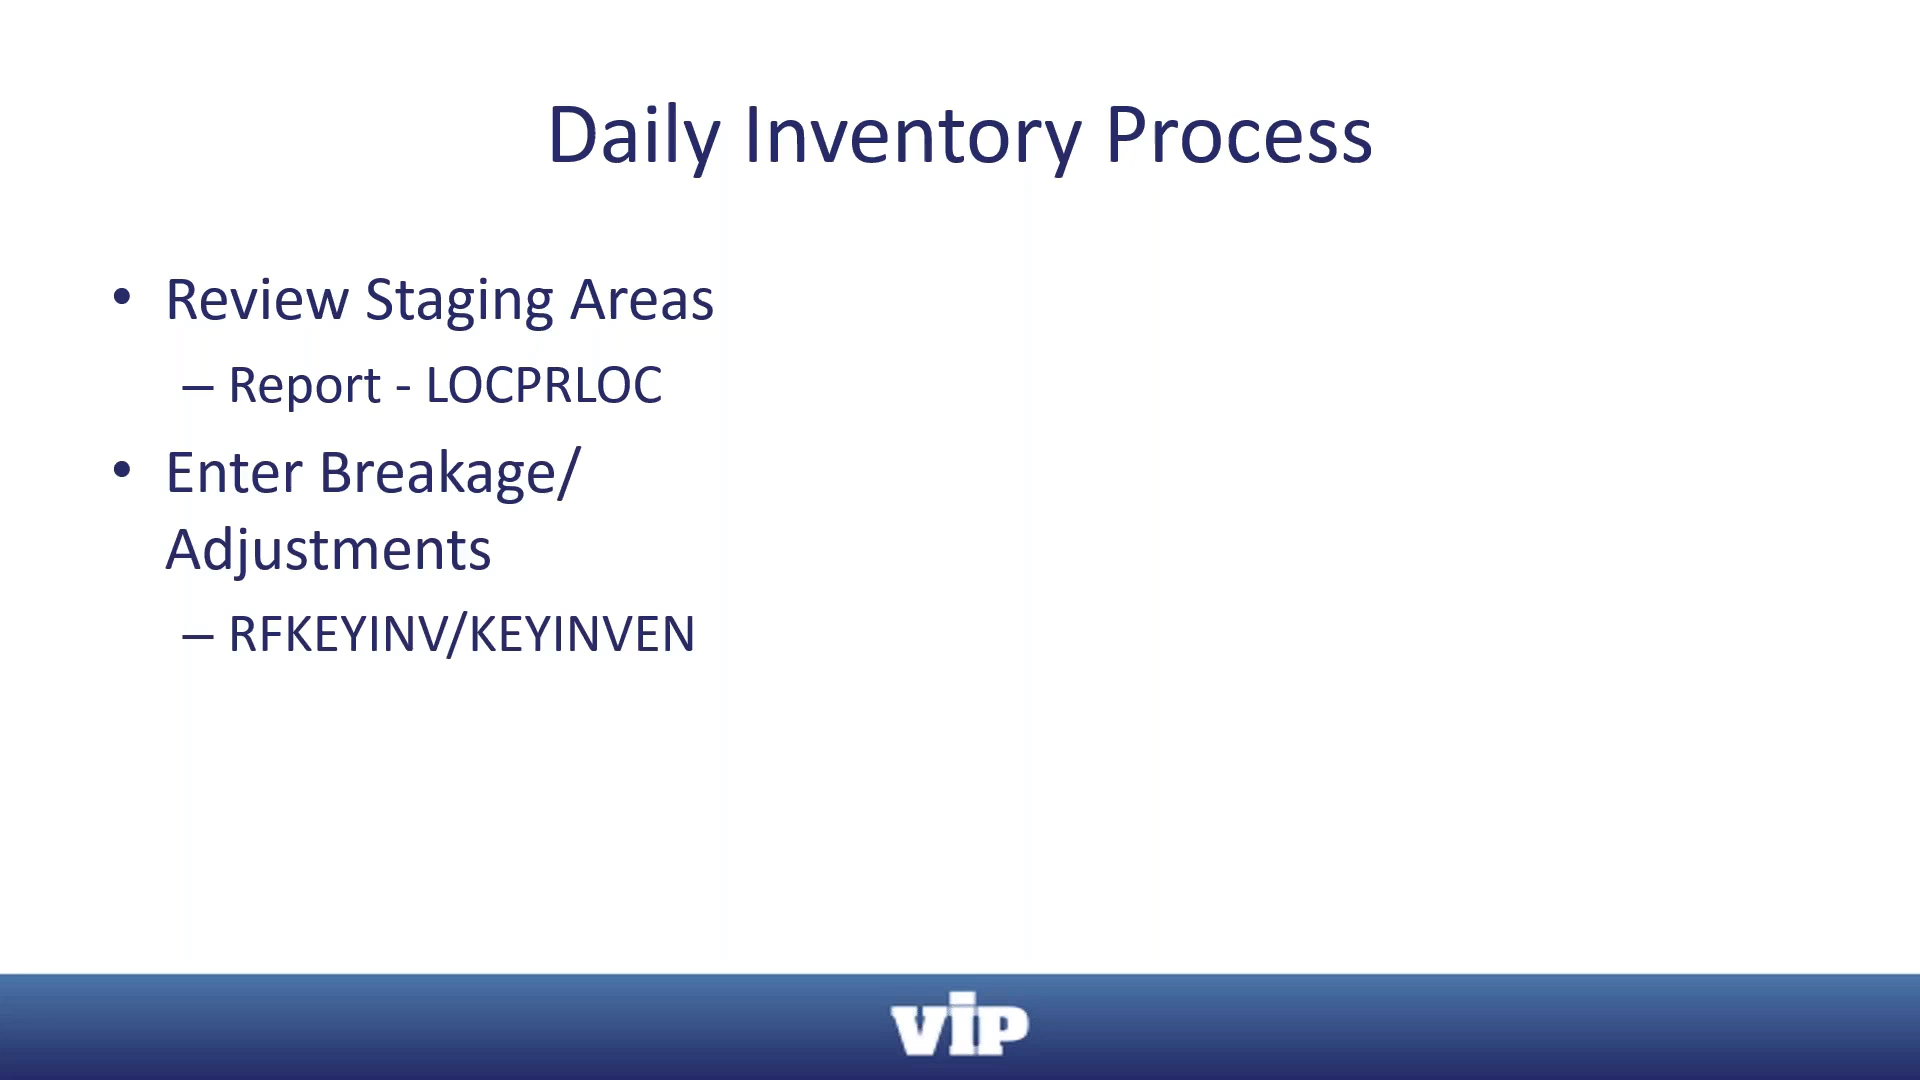 Daily Inventory Process
• Review Staging Areas
– Report - LOCPRLOC
• Enter Breakage/
Adjustments
– RFKEYINV/KEYINVEN
vip